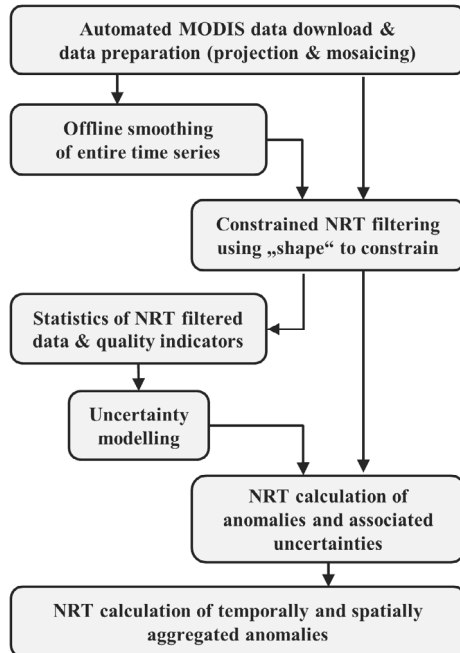 Automated MODIS data download &
data preparation (projection & mosaicing)
Offline smoothing
of entire time series
Constrained NRT filtering
using „shape“ to constrain
Statistics of NRT filtered
data & quality indicators
Uncertainty
modelling
NRT calculation of
anomalies and associated
uncertainties
NRT calculation of temporally and spatially
aggregated anomalies